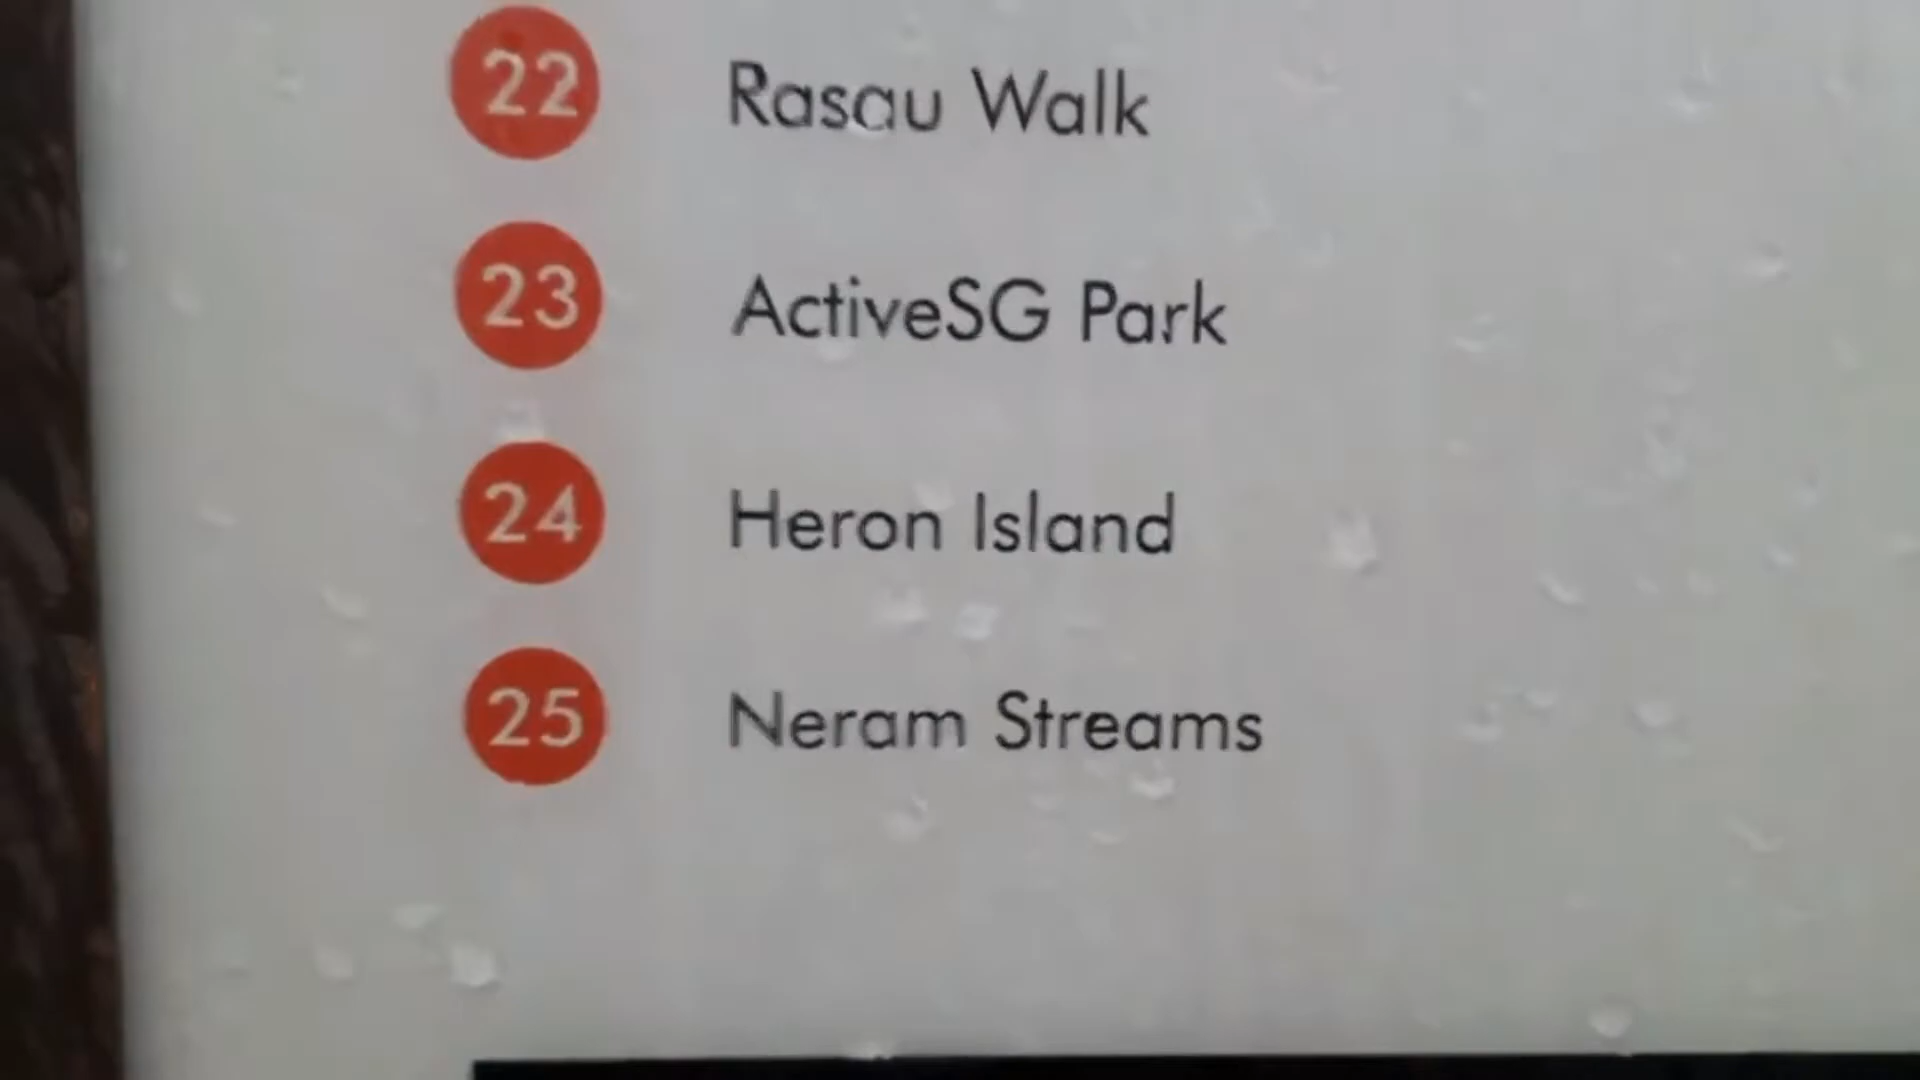 22 Rasau Walk
23 ActiveSG Park
24 Heron Island
25 Neram Streams